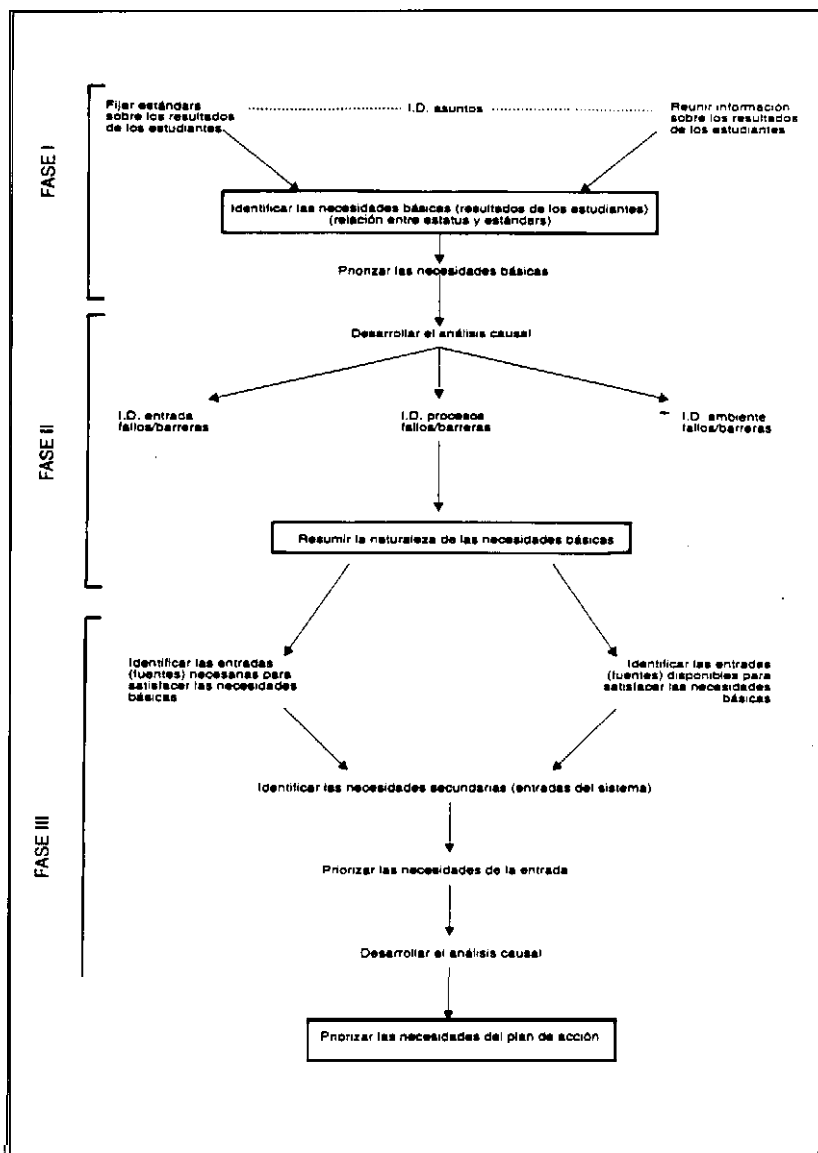 FASE I
Fijar estándars
sobre los resultados
de los estudiantes
I.D. asuntos
Reunir información
sobre los resultados
de los estudiantes
Identificar las necesidades básicas (resultados de los estudiantes)
(relación entre estatus y estándars)
Priorizar las necesidades básicas
FASE II
Desarrollar el análisis causal
I.D. entrada
fallos/barreras
I.D. procesos
fallos/barreras
I.D. ambiente
fallos/barreras
Resumir la naturaleza de las necesidades básicas
FASE III
Identificar las entradas
(fuentes) necesarias para
satisfacer las necesidades
básicas
Identificar las entradas
(fuentes) disponibles para
satisfacer las necesidades
básicas
Identificar las necesidades secundarias (entradas del sistema)
Priorizar las necesidades de la entrada
Desarrollar el análisis causal
Priorizar las necesidades del plan de acción